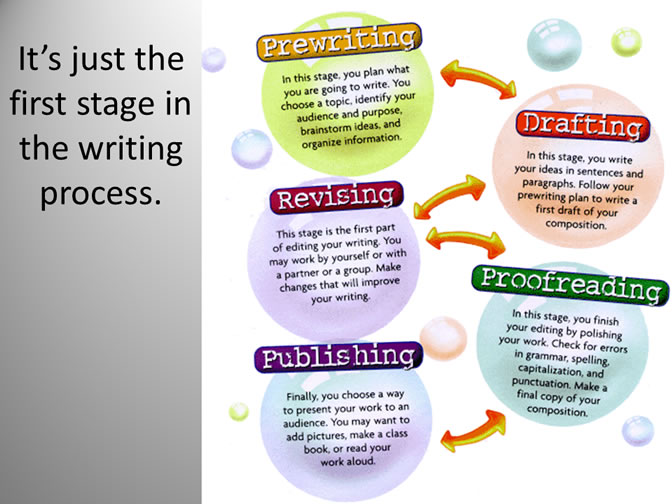 It's just the
first stage in
the writing
process.
Prewriting
In this stage, you plan what
you are going to write. You
choose a topic, identify your
audience and purpose,
brainstorm ideas, and
organize information.
Drafting
In this stage, you write
your ideas in sentences and
paragraphs. Follow your
prewriting plan to write a
first draft of your
composition.
Revising
This stage is the first part
of editing your writing. You
may work by yourself or with
a partner or a group. Make
changes that will improve
your writing.
Proofreading
In this stage, you finish
your editing by polishing
your work. Check for errors
in grammar, spelling,
capitalization, and
punctuation. Make a
final copy of your
composition.
Publishing
Finally, you choose a way
to present your work to an
audience. You may want to
add pictures, make a class
book, or read your
work aloud.